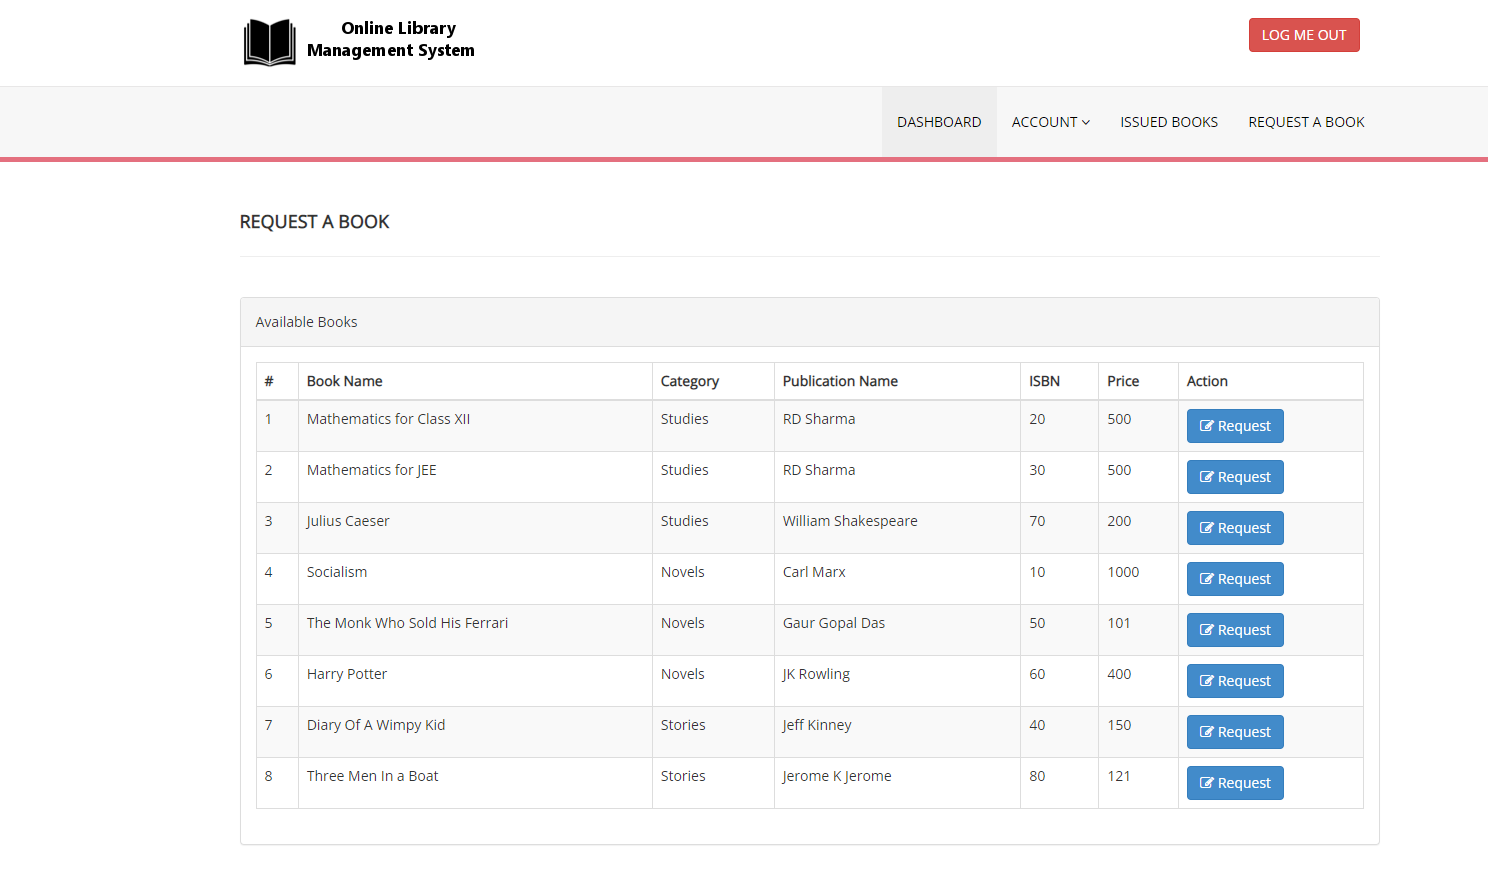 Online Library
Management System
LOG ME OUT
DASHBOARD ACCOUNT ISSUED BOOKS REQUEST A BOOK
REQUEST A BOOK
Available Books
# Book Name Category Publication Name ISBN Price Action
1 Mathematics for Class XII Studies RD Sharma 20 500 Request
2 Mathematics for JEE Studies RD Sharma 30 500 Request
3 Julius Caeser Studies William Shakespeare 70 200 Request
4 Socialism Novels Carl Marx 10 1000 Request
5 The Monk Who Sold His Ferrari Novels Gaur Gopal Das 50 101 Request
6 Harry Potter Novels JK Rowling 60 400 Request
7 Diary Of A Wimpy Kid Stories Jeff Kinney 40 150 Request
8 Three Men In a Boat Stories Jerome K Jerome 80 121 Request